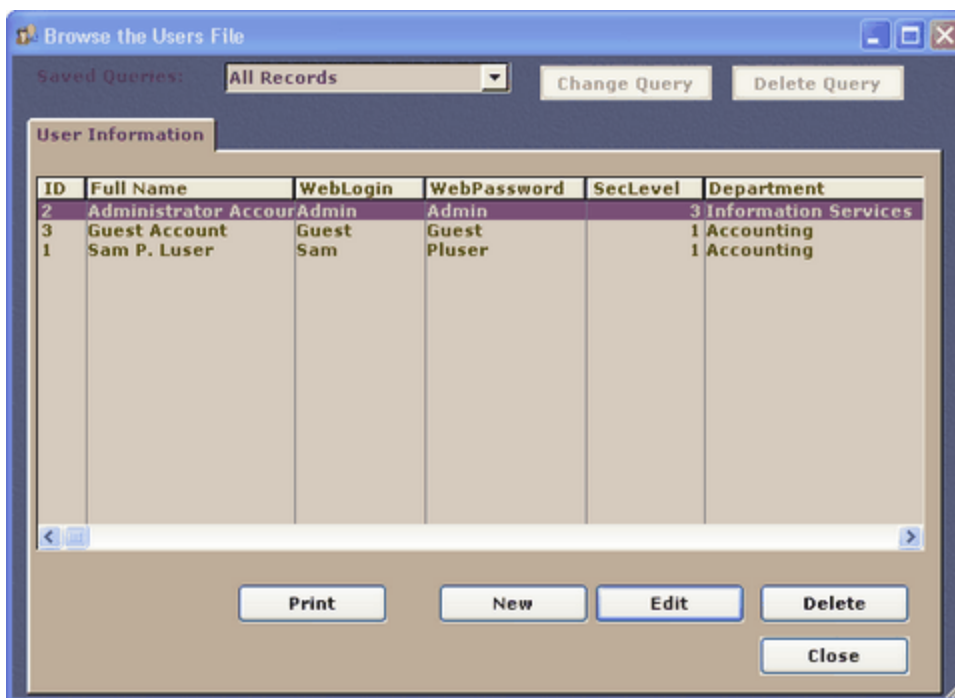 Browse the Users File
Saved Queries: All Records Change Query Delete Query
User Information
ID Full Name WebLogin WebPassword SecLevel Department
2 Administrator Accour Admin Admin 3 Information Services
3 Guest Account Guest Guest 1 Accounting
1 Sam P. Luser Sam Pluser 1 Accounting
Print New Edit Delete
Close